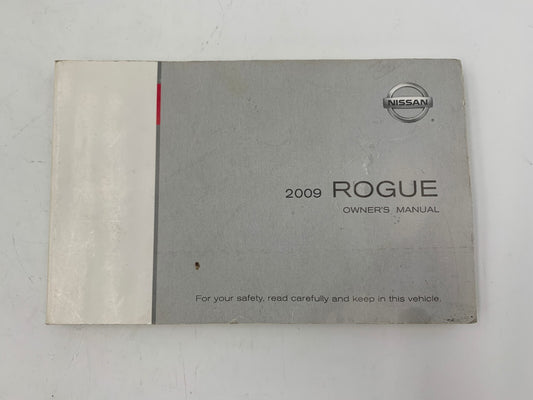 NISSAN
2009 ROGUE
OWNER'S MANUAL
For your safety, read carefully and keep in this vehicle.